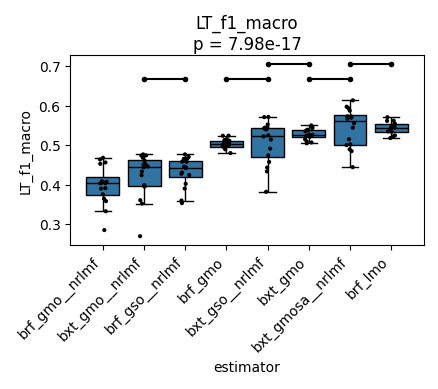 LT_f1_macro
p = 7.98e-17
LT_f1_macro
0.7
0.6
0.5
0.4
0.3
brf_gmo__nrlmf
bxt_gmo__nrlmf
brf_gso__nrlmf
brf_gmo
bxt_gso__nrlmf
bxt_gmo
bxt_gmosa__nrlmf
brf_lmo
estimator